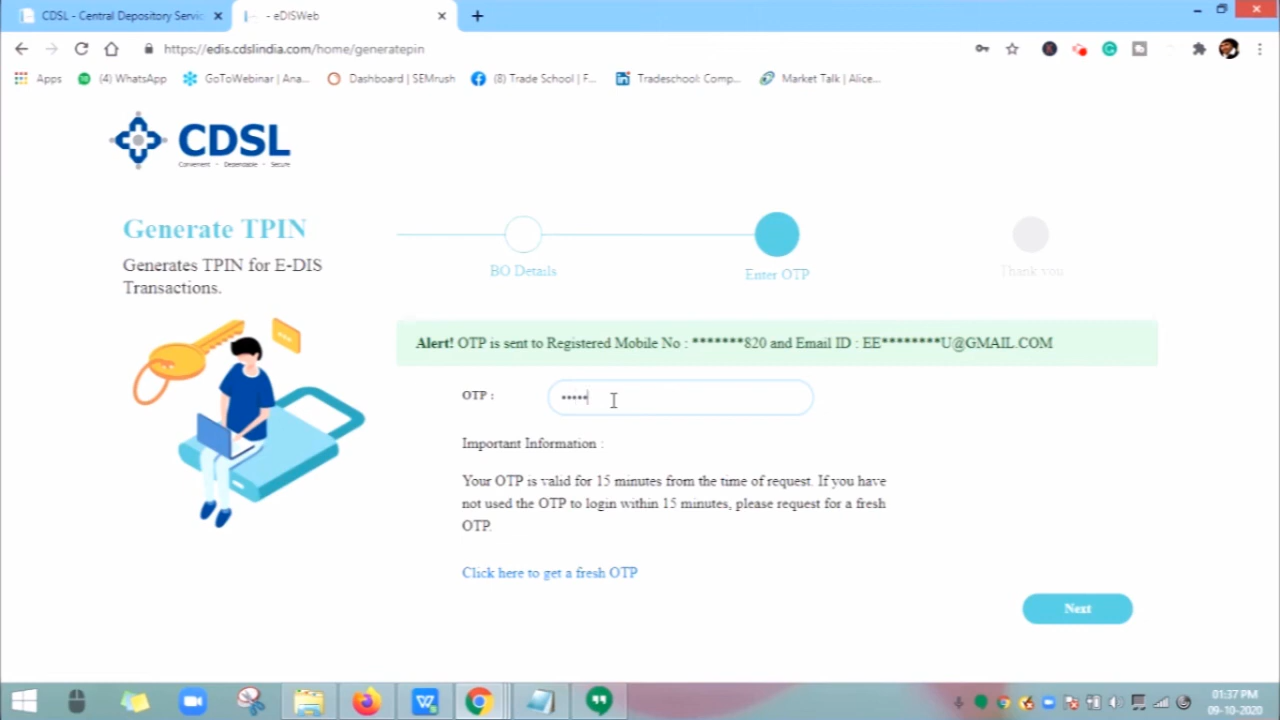 CDSL - Central Depository Servic
- eDISWeb
https://edis.cdslindia.com/home/generatepin
Apps
(4) WhatsApp
GoToWebinar | Ana...
Dashboard | SEMrush
(8) Trade School | F...
Tradeschool: Comp...
Market Talk | Alice...
CDSL
Convenient - Dependable - Secure
Generate TPIN
Generates TPIN for E-DIS
Transactions.
BO Details
Enter OTP
Thank you
Alert! OTP is sent to Registered Mobile No : *******820 and Email ID : EE********U@GMAIL.COM
OTP :
•••••
Important Information :
Your OTP is valid for 15 minutes from the time of request. If you have
not used the OTP to login within 15 minutes, please request for a fresh
OTP.
Click here to get a fresh OTP
Next
01:37 PM
09-10-2020